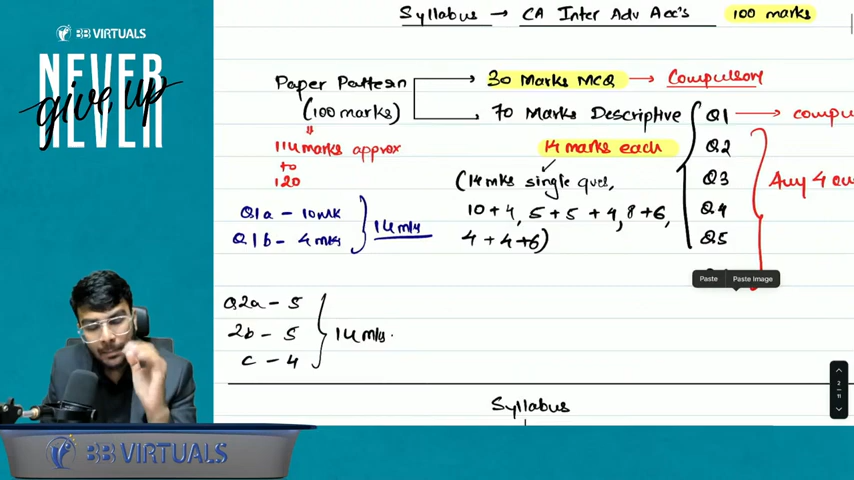 BB VIRTUALS
NEVER
give up
NEVER
Syllabus → CA Inter Adv Acc's 100 marks
Paper Pattern
(100 marks)
114 marks approx
to
120
→ 30 Marks MCQ → Compulsory
70 Marks Descriptive
14 marks each
(14 mks single ques,
10 + 4, 5 + 5 + 4, 8 + 6,
4 + 4 + 6)
Q1 → compu
Q2
Q3
Q4
Q5
Any 4
Q1a - 10 mk
Q1b - 4 mks
14 mks
Paste Paste Image
Q2a - 5
2b - 5
c - 4
14 mks.
Syllabus
BB VIRTUALS